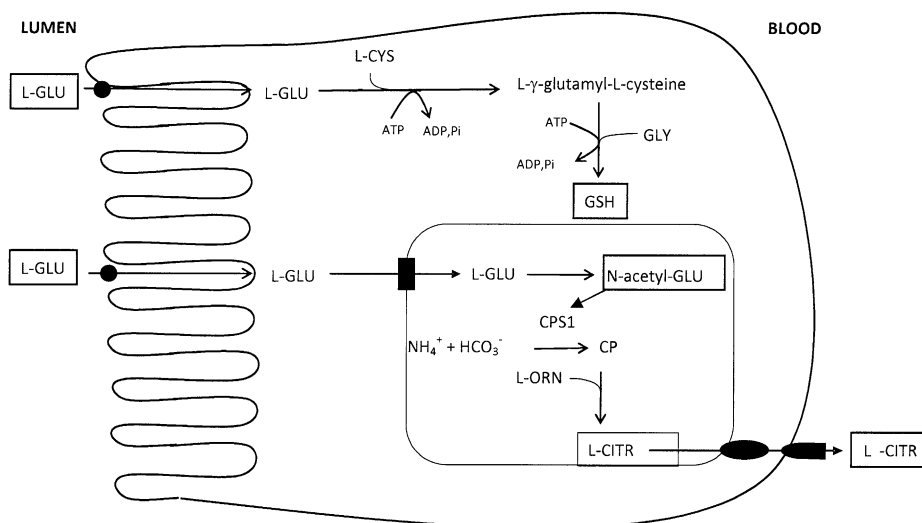 LUMEN
BLOOD
L-CYS
L-GLU
L-GLU
L-γ-glutamyl-L-cysteine
ATP
ADP,Pi
ATP
GLY
ADP,Pi
GSH
L-GLU
L-GLU
L-GLU
N-acetyl-GLU
CPS1
NH₄⁺ + HCO₃⁻
CP
L-ORN
L-CITR
L -CITR